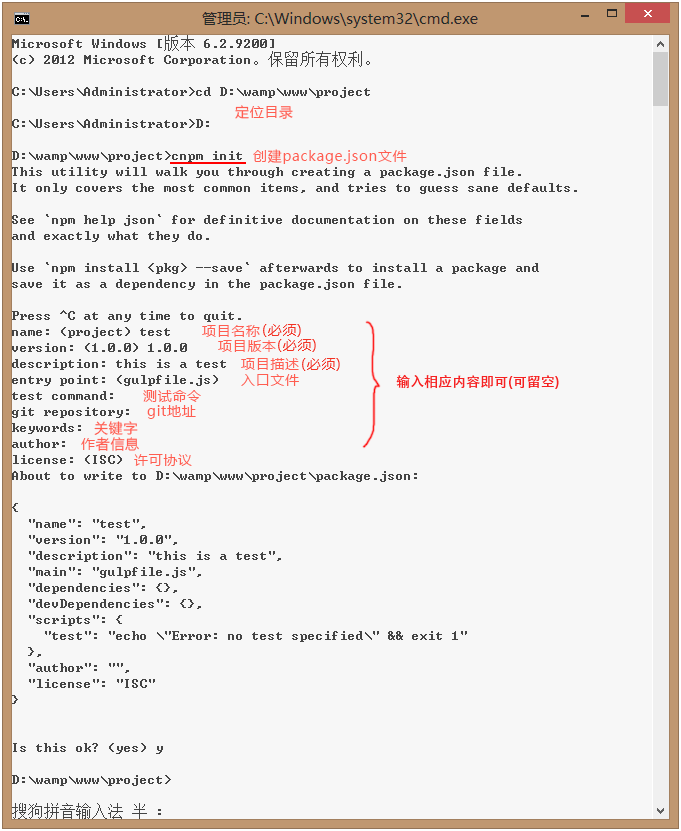 管理员: C:\Windows\system32\cmd.exe
Microsoft Windows [版本 6.2.9200]
(c) 2012 Microsoft Corporation。保留所有权利。
C:\Users\Administrator>cd D:\wamp\www\project
定位目录
C:\Users\Administrator>D:
D:\wamp\www\project>cnpm init 创建package.json文件
This utility will walk you through creating a package.json file.
It only covers the most common items, and tries to guess sane defaults.
See `npm help json` for definitive documentation on these fields
and exactly what they do.
Use `npm install <pkg> --save` afterwards to install a package and
save it as a dependency in the package.json file.
Press ^C at any time to quit.
name: (project) test 项目名称(必须)
version: (1.0.0) 1.0.0 项目版本(必须)
description: this is a test 项目描述(必须)
entry point: (gulpfile.js) 入口文件
输入相应内容即可(可留空)
test command: 测试命令
git repository: git地址
keywords: 关键字
author: 作者信息
license: (ISC) 许可协议
About to write to D:\wamp\www\project\package.json:
{
"name": "test",
"version": "1.0.0",
"description": "this is a test",
"main": "gulpfile.js",
"dependencies": {},
"devDependencies": {},
"scripts": {
"test": "echo \"Error: no test specified\" && exit 1"
},
"author": "",
"license": "ISC"
}
Is this ok? (yes) y
D:\wamp\www\project>
搜狗拼音输入法 半 :